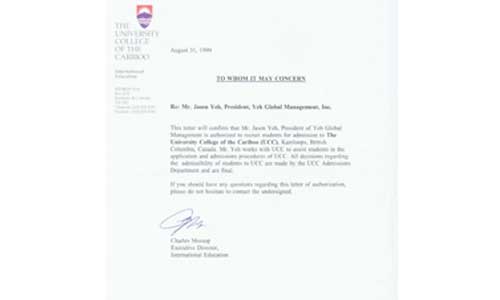 THE
UNIVERSITY
COLLEGE
OF THE
CARIBOO
International
Education
August 31, 1999
TO WHOM IT MAY CONCERN
Re: Mr. Jason Yeh, President, Yeh Global Management, Inc.
This letter will confirm that Mr. Jason Yeh, President of Yeh Global
Management is authorized to recruit students for admission to The
University College of the Cariboo (UCC), Kamloops, British
Columbia, Canada. Mr. Yeh works with UCC to assist students in the
application and admissions procedures of UCC. All decisions regarding
the admissibility of students to UCC are made by the UCC Admissions
Department and are final.
If you should have any questions regarding this letter of authorization,
please do not hesitate to contact the undersigned.
Charles Mossop
Executive Director,
International Education